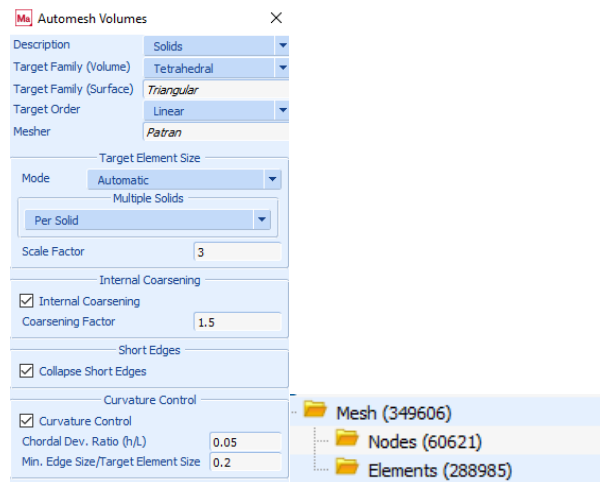 Ma Automesh Volumes
Description Solids
Target Family (Volume) Tetrahedral
Target Family (Surface) Triangular
Target Order Linear
Mesher Patran
Target Element Size
Mode Automatic
Multiple Solids
Per Solid
Scale Factor 3
Internal Coarsening
Internal Coarsening
Coarsening Factor 1.5
Short Edges
Collapse Short Edges
Curvature Control
Curvature Control
Chordal Dev. Ratio (h/L) 0.05
Min. Edge Size/Target Element Size 0.2
Mesh (349606)
Nodes (60621)
Elements (288985)